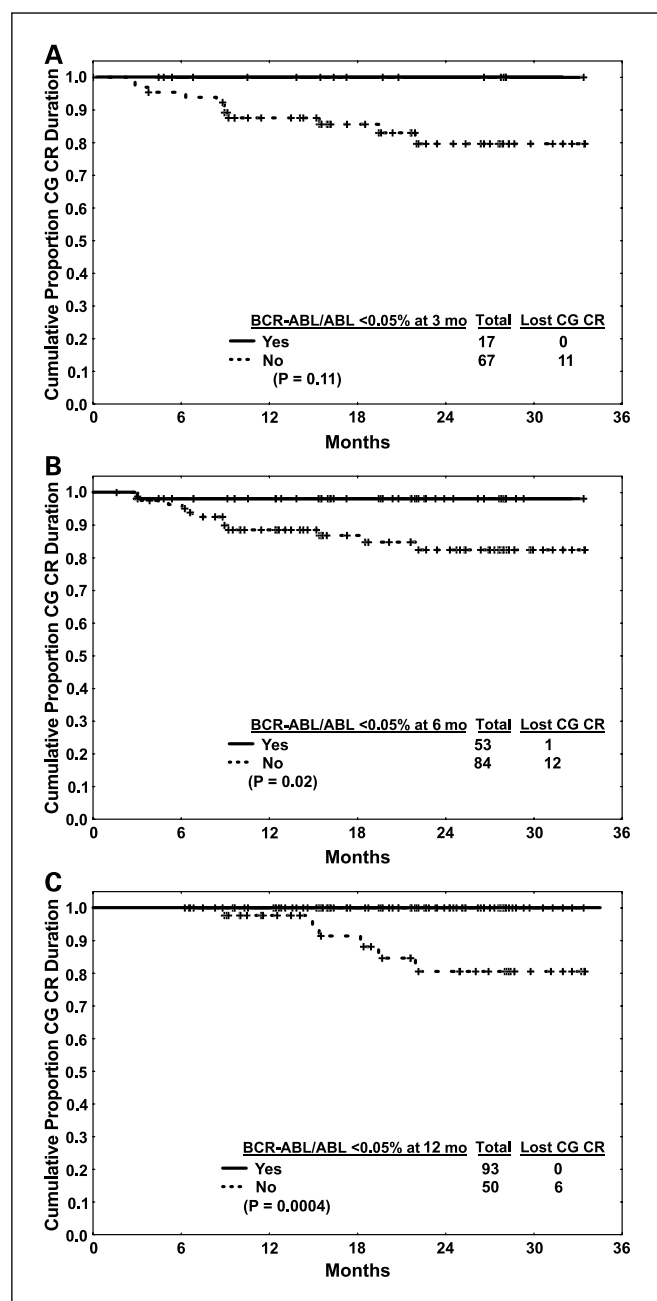 A
Cumulative Proportion CG CR Duration
1.0
0.9
0.8
0.7
0.6
0.5
0.4
0.3
0.2
0.1
0.0
BCR-ABL/ABL <0.05% at 3 mo Total Lost CG CR
Yes 17 0
No 67 11
(P = 0.11)
0 6 12 18 24 30 36
Months
B
Cumulative Proportion CG CR Duration
1.0
0.9
0.8
0.7
0.6
0.5
0.4
0.3
0.2
0.1
0.0
BCR-ABL/ABL <0.05% at 6 mo Total Lost CG CR
Yes 53 1
No 84 12
(P = 0.02)
0 6 12 18 24 30 36
Months
C
Cumulative Proportion CG CR Duration
1.0
0.9
0.8
0.7
0.6
0.5
0.4
0.3
0.2
0.1
0.0
BCR-ABL/ABL <0.05% at 12 mo Total Lost CG CR
Yes 93 0
No 50 6
(P = 0.0004)
0 6 12 18 24 30 36
Months